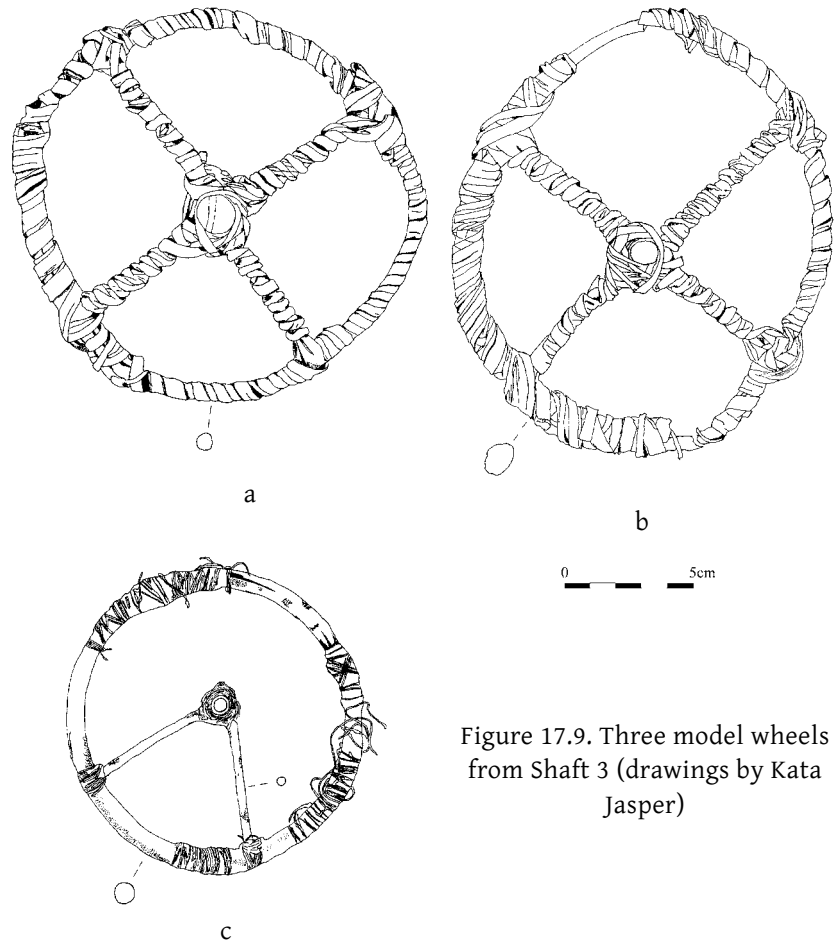 a
b
0 5cm
Figure 17.9. Three model wheels
from Shaft 3 (drawings by Kata
Jasper)
c